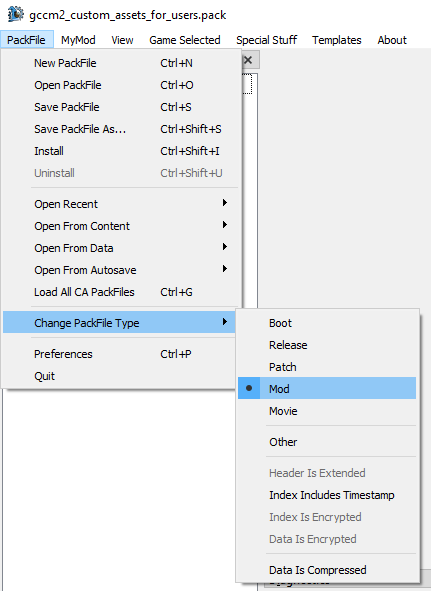 gccm2_custom_assets_for_users.pack
PackFile MyMod View Game Selected Special Stuff Templates About
New PackFile Ctrl+N
Open PackFile Ctrl+O
Save PackFile Ctrl+S
Save PackFile As... Ctrl+Shift+S
Install Ctrl+Shift+I
Uninstall Ctrl+Shift+U
Open Recent
Open From Content
Open From Data
Open From Autosave
Load All CA PackFiles Ctrl+G
Change PackFile Type
Preferences Ctrl+P
Quit
Boot
Release
Patch
Mod
Movie
Other
Header Is Extended
Index Includes Timestamp
Index Is Encrypted
Data Is Encrypted
Data Is Compressed